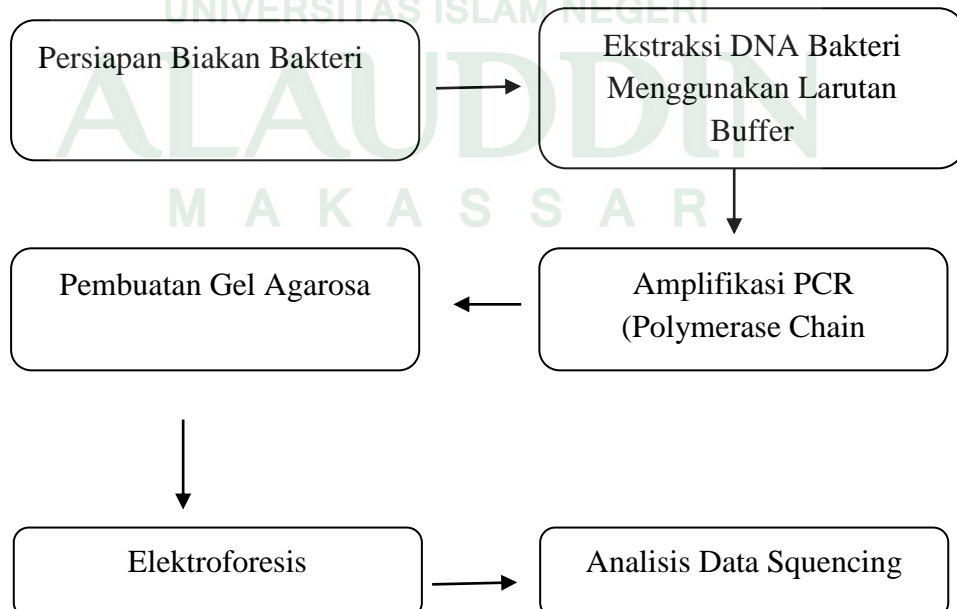 UNIVERSITAS ISLAM NEGERI
ALAUDDIN
MAKASSAR
Persiapan Biakan Bakteri
Ekstraksi DNA Bakteri
Menggunakan Larutan
Buffer
Amplifikasi PCR
(Polymerase Chain
Pembuatan Gel Agarosa
Elektroforesis
Analisis Data Squencing